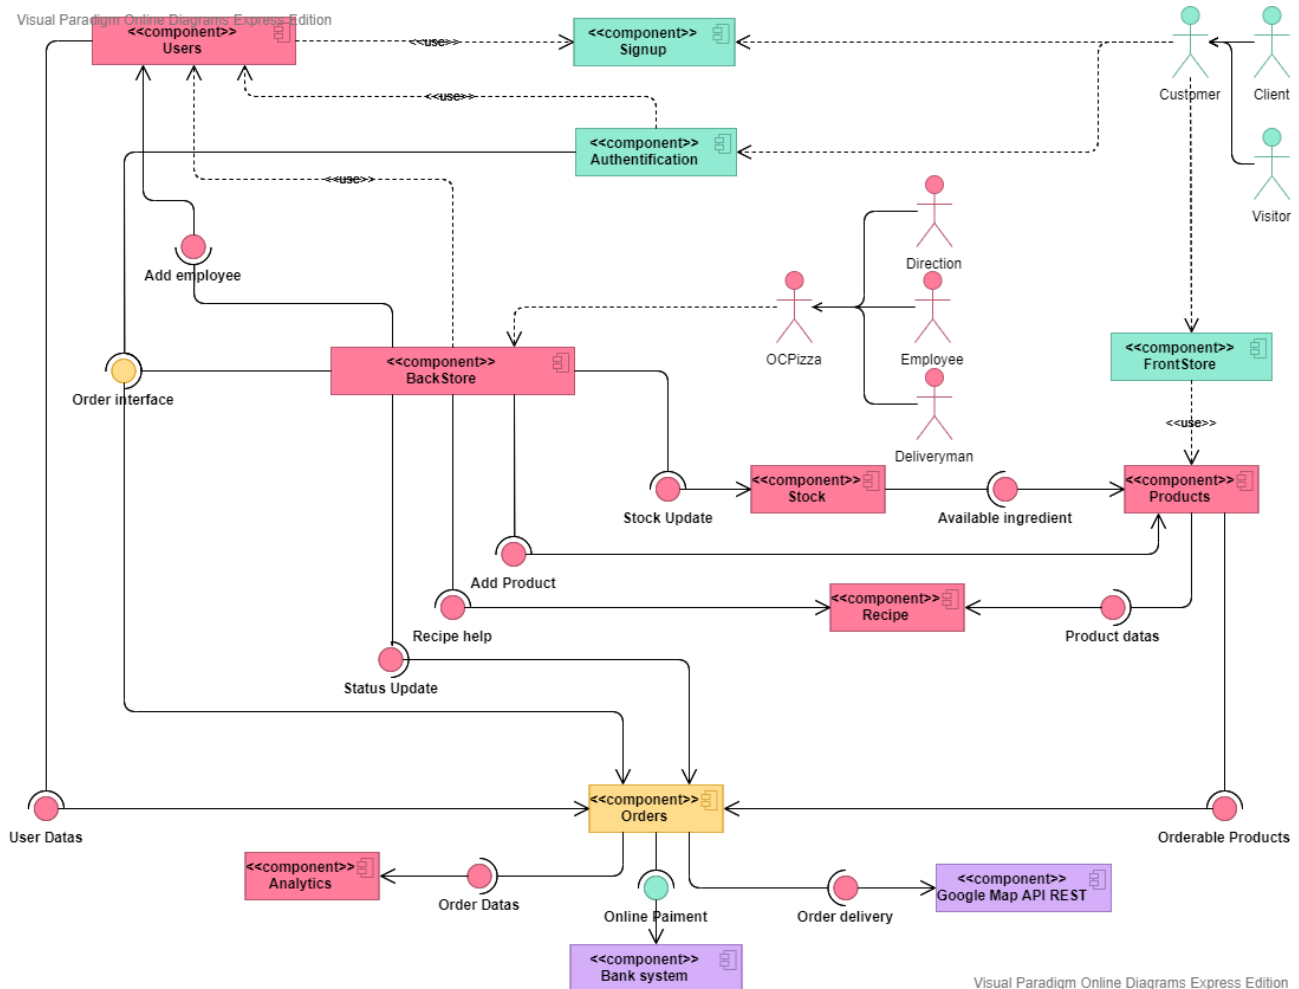 Visual Paradigm Online Diagrams Express Edition
<<component>>
Users
<<use>>
<<component>>
Signup
Customer
Client
<<use>>
<<component>>
Authentification
<<use>>
Visitor
Add employee
Direction
OCPizza
Employee
<<component>>
BackStore
<<component>>
FrontStore
Order interface
<<use>>
Deliveryman
<<component>>
Stock
<<component>>
Products
Stock Update
Available ingredient
Add Product
<<component>>
Recipe
Recipe help
Product datas
Status Update
<<component>>
Orders
User Datas
Orderable Products
<<component>>
Analytics
Order Datas
Online Paiment
Order delivery
<<component>>
Google Map API REST
<<component>>
Bank system
Visual Paradigm Online Diagrams Express Edition